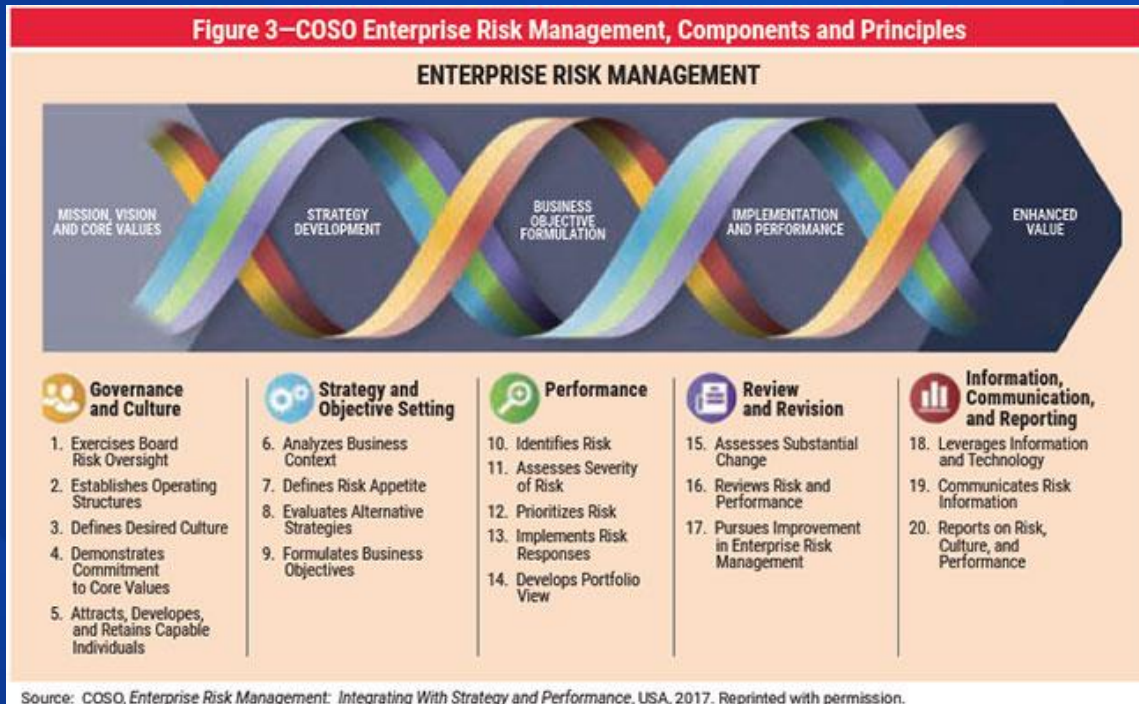 Figure 3—COSO Enterprise Risk Management, Components and Principles
ENTERPRISE RISK MANAGEMENT
MISSION, VISION
AND CORE VALUES
STRATEGY
DEVELOPMENT
BUSINESS
OBJECTIVE
FORMULATION
IMPLEMENTATION
AND PERFORMANCE
ENHANCED
VALUE
Governance
and Culture
1. Exercises Board
Risk Oversight
2. Establishes Operating
Structures
3. Defines Desired Culture
4. Demonstrates
Commitment
to Core Values
5. Attracts, Developes,
and Retains Capable
Individuals
Strategy and
Objective Setting
6. Analyzes Business
Context
7. Defines Risk Appetite
8. Evaluates Alternative
Strategies
9. Formulates Business
Objectives
Performance
10. Identifies Risk
11. Assesses Severity
of Risk
12. Prioritizes Risk
13. Implements Risk
Responses
14. Develops Portfolio
View
Review
and Revision
15. Assesses Substantial
Change
16. Reviews Risk and
Performance
17. Pursues Improvement
in Enterprise Risk
Management
Information,
Communication,
and Reporting
18. Leverages Information
and Technology
19. Communicates Risk
Information
20. Reports on Risk,
Culture, and
Performance
Source: COSO, Enterprise Risk Management: Integrating With Strategy and Performance, USA, 2017. Reprinted with permission.